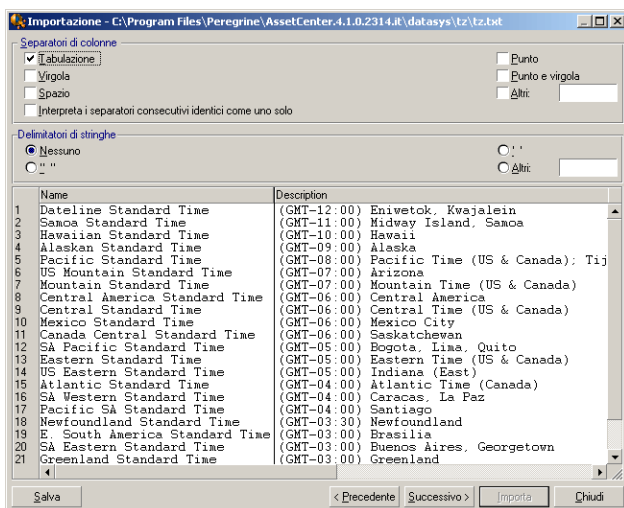 Importazione - C:\Program Files\Peregrine\AssetCenter.4.1.0.2314.it\datasys\tz\tz.txt
Separatori di colonne
Tabulazione
Punto
Virgola
Punto e virgola
Spazio
Altri:
Interpreta i separatori consecutivi identici come uno solo
Delimitatori di stringhe
Nessuno
' '
" "
Altri:
Name Description
1 Dateline Standard Time (GMT-12:00) Eniwetok, Kwajalein
2 Samoa Standard Time (GMT-11:00) Midway Island, Samoa
3 Hawaiian Standard Time (GMT-10:00) Hawaii
4 Alaskan Standard Time (GMT-09:00) Alaska
5 Pacific Standard Time (GMT-08:00) Pacific Time (US & Canada); Tij
6 US Mountain Standard Time (GMT-07:00) Arizona
7 Mountain Standard Time (GMT-07:00) Mountain Time (US & Canada)
8 Central America Standard Time (GMT-06:00) Central America
9 Central Standard Time (GMT-06:00) Central Time (US & Canada)
10 Mexico Standard Time (GMT-06:00) Mexico City
11 Canada Central Standard Time (GMT-06:00) Saskatchewan
12 SA Pacific Standard Time (GMT-05:00) Bogota, Lima, Quito
13 Eastern Standard Time (GMT-05:00) Eastern Time (US & Canada)
14 US Eastern Standard Time (GMT-05:00) Indiana (East)
15 Atlantic Standard Time (GMT-04:00) Atlantic Time (Canada)
16 SA Western Standard Time (GMT-04:00) Caracas, La Paz
17 Pacific SA Standard Time (GMT-04:00) Santiago
18 Newfoundland Standard Time (GMT-03:30) Newfoundland
19 E. South America Standard Time (GMT-03:00) Brasilia
20 SA Eastern Standard Time (GMT-03:00) Buenos Aires, Georgetown
21 Greenland Standard Time (GMT-03:00) Greenland
Salva < Precedente Successivo > Importa Chiudi